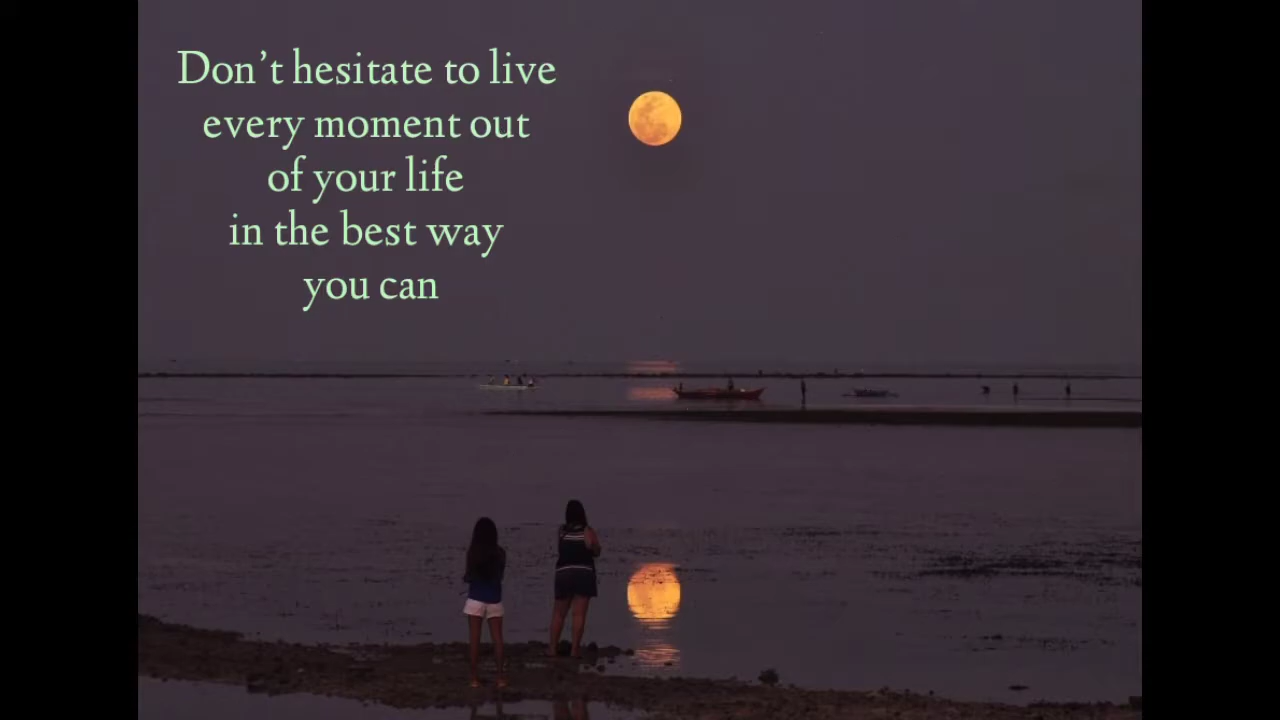 Don’t hesitate to live
every moment out
of your life
in the best way
you can